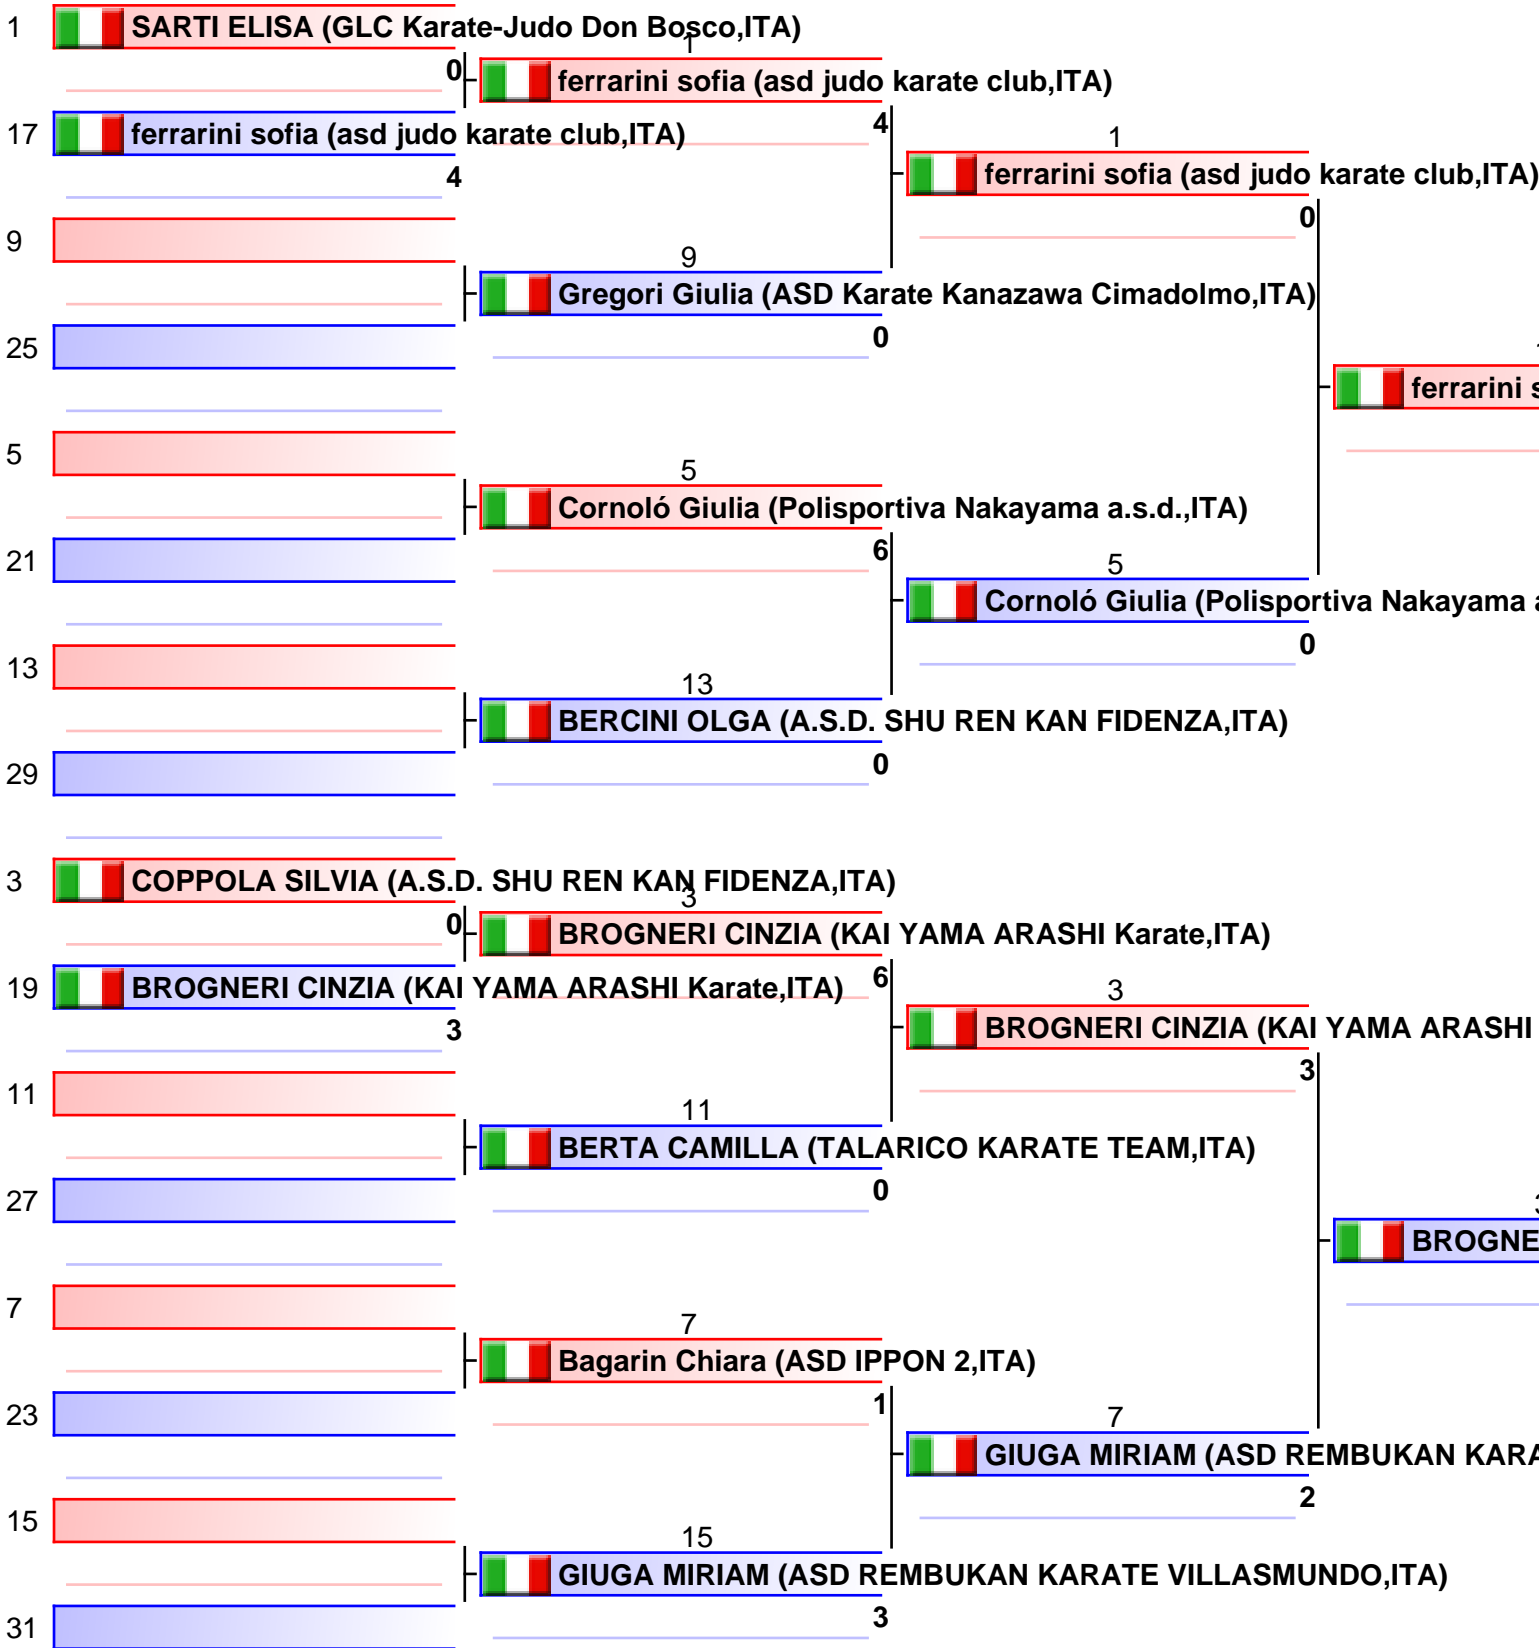 1 SARTI ELISA (GLC Karate-Judo Don Bosco,ITA)
1
0 ferrarini sofia (asd judo karate club,ITA)
17 ferrarini sofia (asd judo karate club,ITA)
4
1
4
ferrarini sofia (asd judo karate club,ITA)
0
9
9
Gregori Giulia (ASD Karate Kanazawa Cimadolmo,ITA)
0
25
ferrarini
5
5
Cornoló Giulia (Polisportiva Nakayama a.s.d.,ITA)
6
21
5
Cornoló Giulia (Polisportiva Nakayama
0
13
13
BERCINI OLGA (A.S.D. SHU REN KAN FIDENZA,ITA)
0
29
3 COPPOLA SILVIA (A.S.D. SHU REN KAN FIDENZA,ITA)
3
0 BROGNERI CINZIA (KAI YAMA ARASHI Karate,ITA)
19 BROGNERI CINZIA (KAI YAMA ARASHI Karate,ITA)
6
3
3
BROGNERI CINZIA (KAI YAMA ARASHI
3
11
11
BERTA CAMILLA (TALARICO KARATE TEAM,ITA)
0
27
BROGNE
7
7
Bagarin Chiara (ASD IPPON 2,ITA)
1
23
7
GIUGA MIRIAM (ASD REMBUKAN KARA
2
15
15
GIUGA MIRIAM (ASD REMBUKAN KARATE VILLASMUNDO,ITA)
3
31